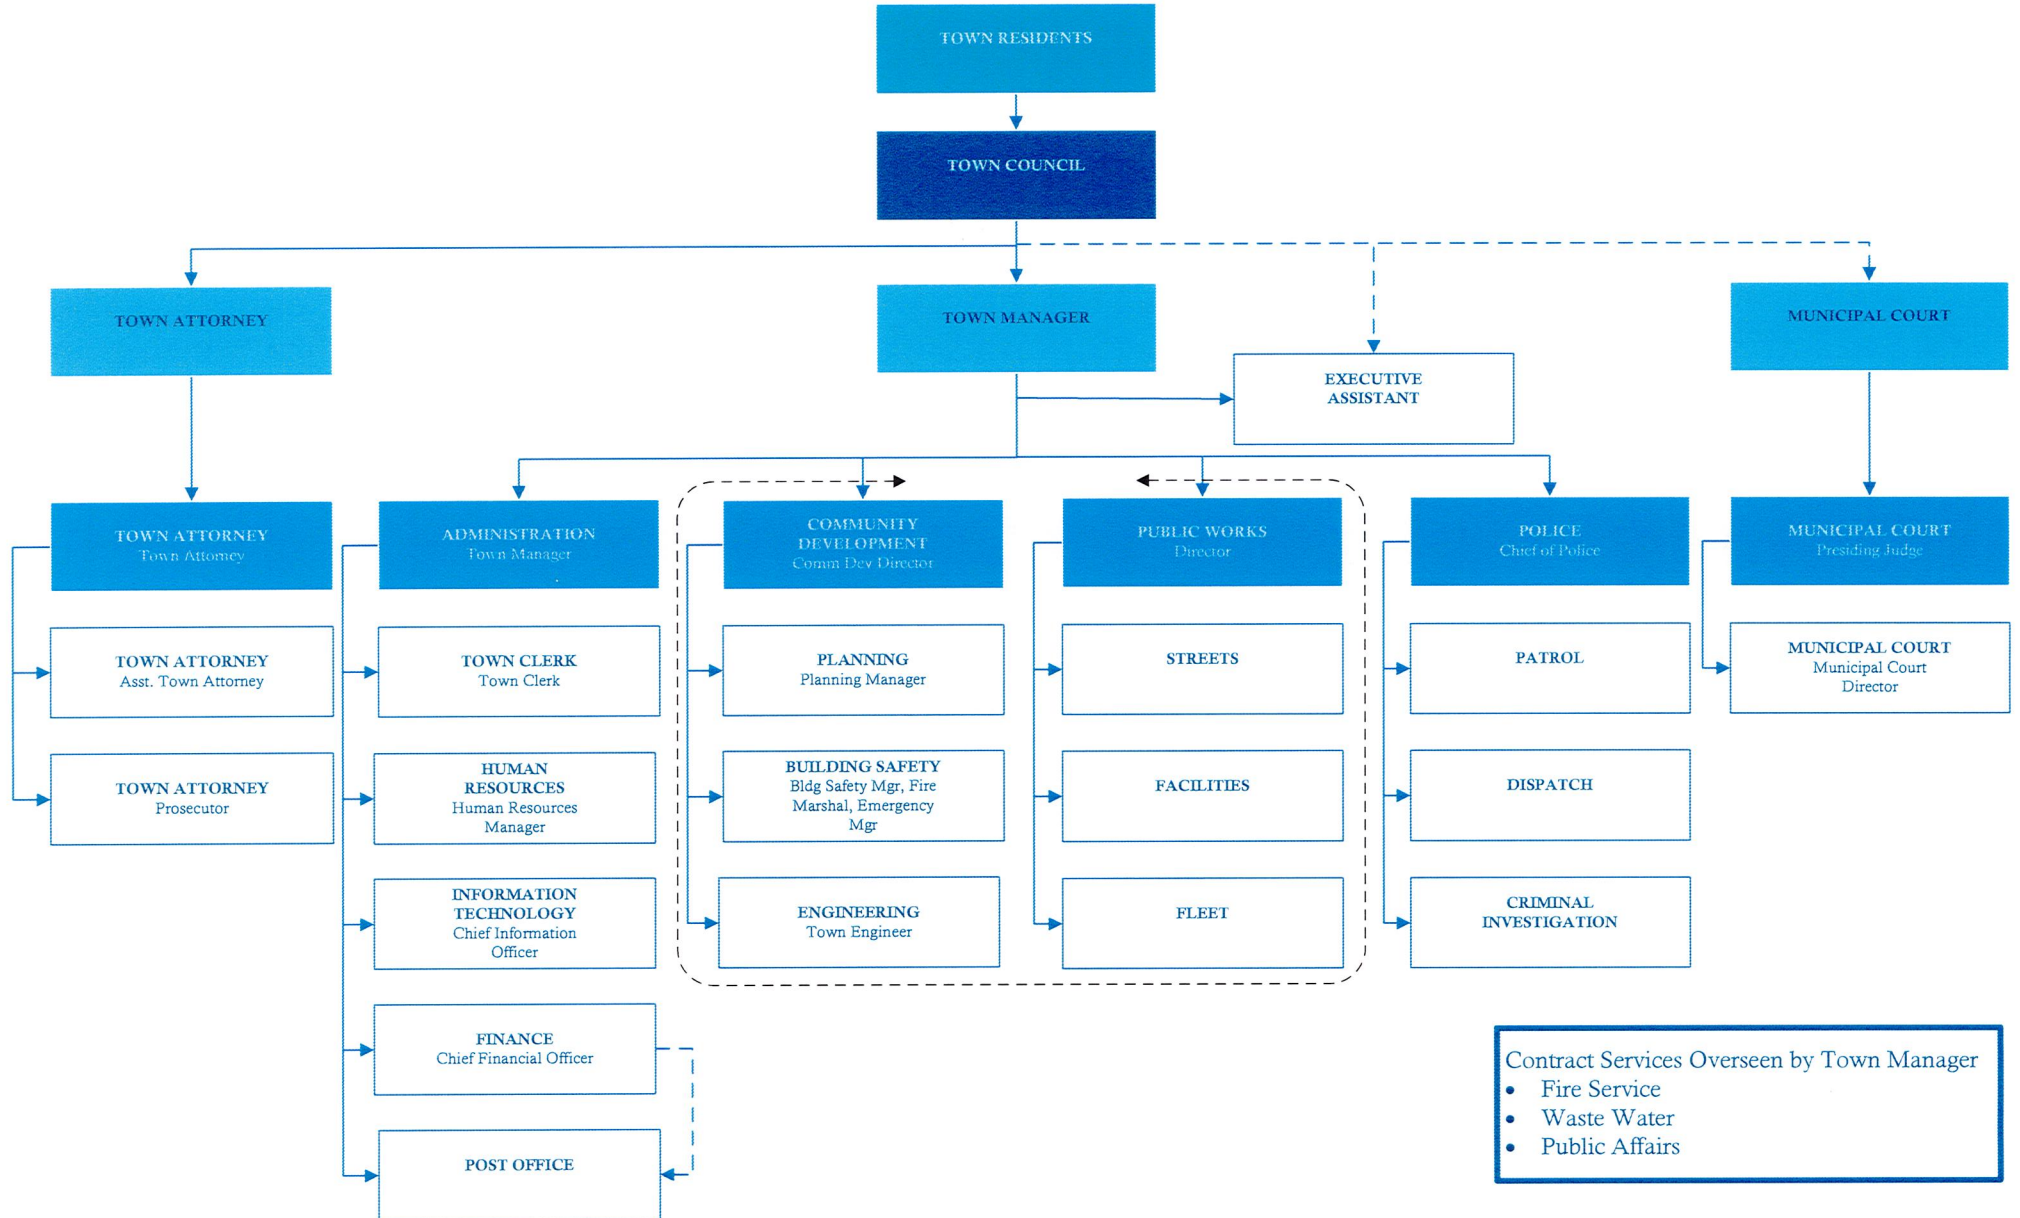 TOWN RESIDENTS
TOWN COUNCIL
TOWN ATTORNEY
TOWN MANAGER
MUNICIPAL COURT
EXECUTIVE
ASSISTANT
TOWN ATTORNEY
Town Attorney
ADMINISTRATION
Town Manager
COMMUNITY
DEVELOPMENT
Comm Dev Director
PUBLIC WORKS
Director
POLICE
Chief of Police
MUNICIPAL COURT
Presiding Judge
TOWN ATTORNEY
Asst. Town Attorney
TOWN CLERK
Town Clerk
PLANNING
Planning Manager
STREETS
PATROL
MUNICIPAL COURT
Municipal Court
Director
TOWN ATTORNEY
Prosecutor
HUMAN
RESOURCES
Human Resources
Manager
BUILDING SAFETY
Bldg Safety Mgr, Fire
Marshal, Emergency
Mgr
FACILITIES
DISPATCH
INFORMATION
TECHNOLOGY
Chief Information
Officer
ENGINEERING
Town Engineer
FLEET
CRIMINAL
INVESTIGATION
FINANCE
Chief Financial Officer
POST OFFICE
Contract Services Overseen by Town Manager
• Fire Service
• Waste Water
• Public Affairs